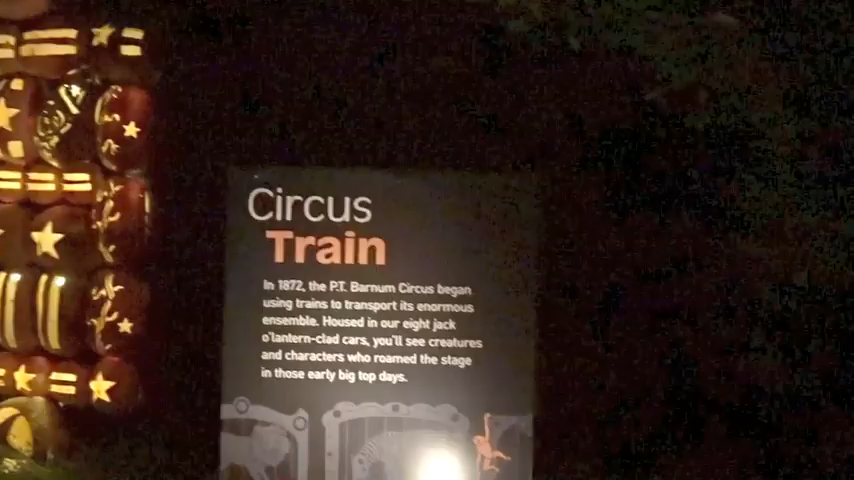 Circus
Train
In 1872, the P.T. Barnum Circus began
using trains to transport its enormous
ensemble. Housed in our eight jack
o'lantern-clad cars, you'll see creatures
and characters who roamed the stage
in those early big top days.